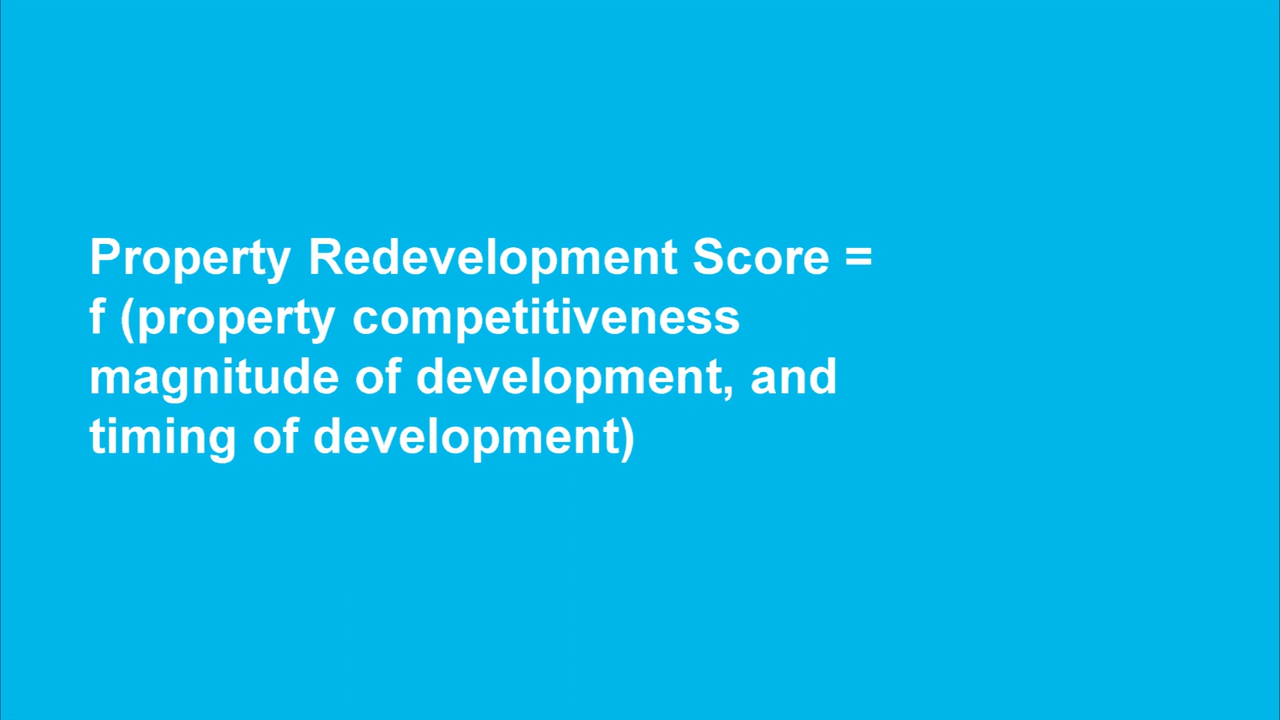 Property Redevelopment Score =
f (property competitiveness
magnitude of development, and
timing of development)